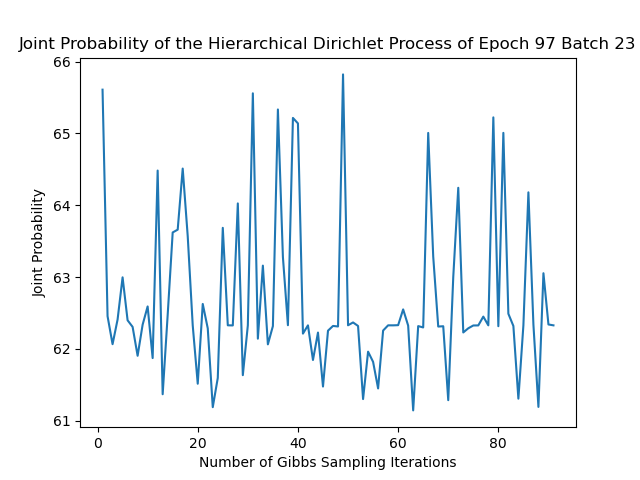 Joint Probability of the Hierarchical Dirichlet Process of Epoch 97 Batch 23
66
65
64
63
62
61
Joint Probability
0 20 40 60 80
Number of Gibbs Sampling Iterations